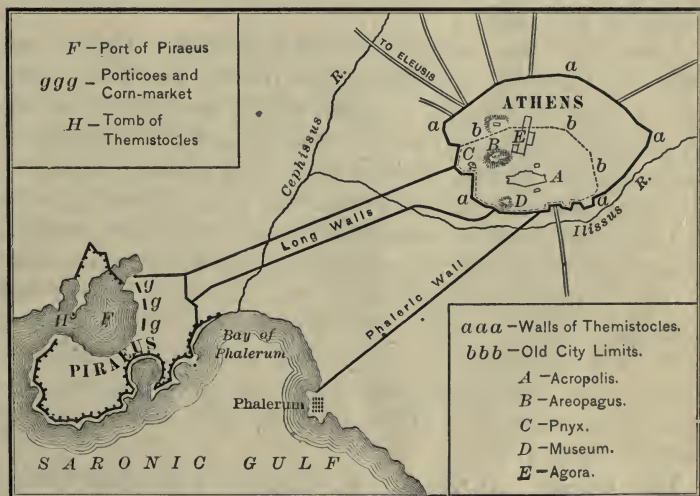 F – Port of Piraeus
ggg – Porticoes and
Corn-market
H – Tomb of
Themistocles
TO ELEUSIS
Cephissus R.
a
ATHENS
a
a
b
b
E
B
C
b
A
a
D
a
Ilissus R.
Long Walls
Phaleric Wall
g
g
g
H
F
PIRAEUS
Bay of
Phalerum
Phalerum
SARONIC GULF
aaa – Walls of Themistocles.
bbb – Old City Limits.
A – Acropolis.
B – Areopagus.
C – Pnyx.
D – Museum.
E – Agora.